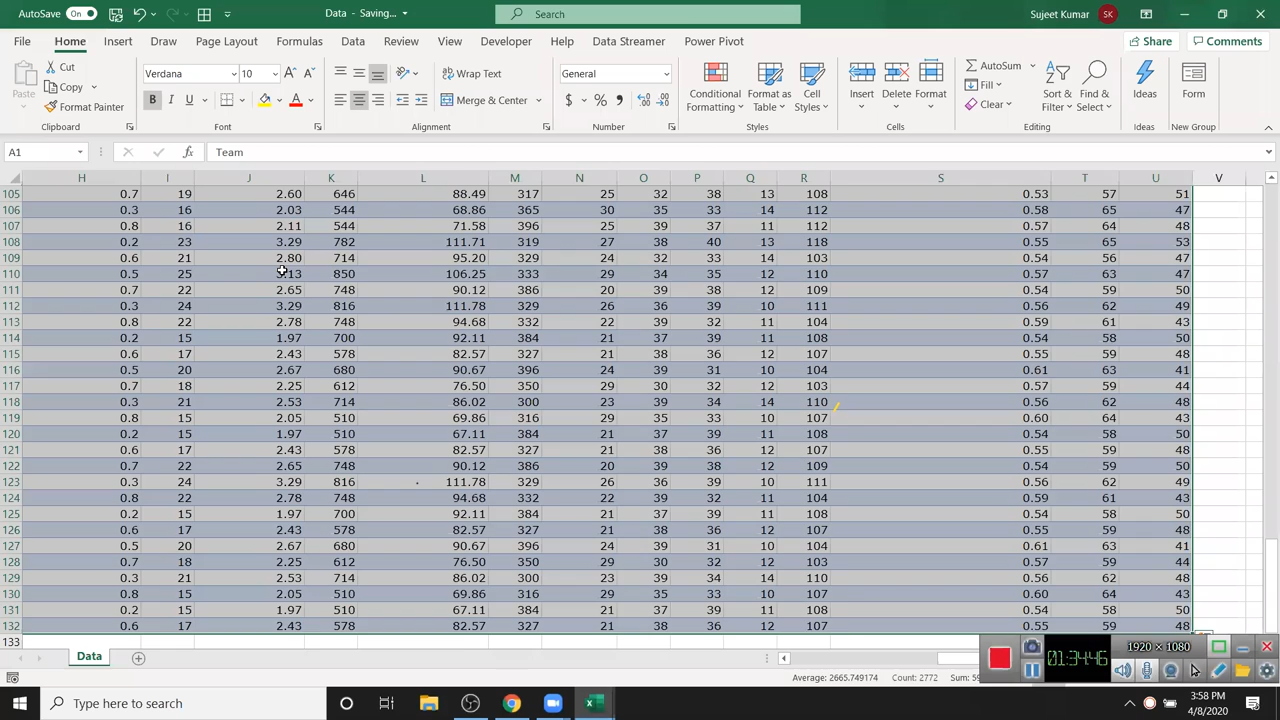 AutoSave On Data - Saving... Search Sujeet Kumar SK
File Home Insert Draw Page Layout Formulas Data Review View Developer Help Data Streamer Power Pivot Share Comments
Paste Cut Copy Format Painter Clipboard
Verdana 10 B I U A Font
Wrap Text Merge & Center Alignment
General $ % Number
Conditional Formatting Format as Table Cell Styles Styles
Insert Delete Format Cells
AutoSum Fill Clear Sort & Filter Find & Select Editing
Ideas Ideas
Form New Group
A1 fx Team
H I J K L M N O P Q R S T U V
105 0.7 19 2.60 646 88.49 317 25 32 38 13 108 0.53 57 51
106 0.3 16 2.03 544 68.86 365 30 35 33 14 112 0.58 65 47
107 0.8 16 2.11 544 71.58 396 25 39 37 11 112 0.57 64 48
108 0.2 23 3.29 782 111.71 319 27 38 40 13 118 0.55 65 53
109 0.6 21 2.80 714 95.20 329 24 32 33 14 103 0.54 57 47
110 0.5 25 .13 850 106.25 333 29 34 35 12 110 0.57 63 47
111 0.7 22 2.65 748 90.12 386 20 39 38 12 109 0.54 59 50
112 0.3 24 3.29 816 111.78 329 26 36 39 10 111 0.56 62 49
113 0.8 22 2.78 748 94.68 332 22 39 32 11 104 0.59 61 43
114 0.2 15 1.97 700 92.11 384 21 37 39 11 108 0.54 58 50
115 0.6 17 2.43 578 82.57 327 21 38 36 12 107 0.55 59 48
116 0.5 20 2.67 680 90.67 396 24 39 31 10 104 0.61 63 41
117 0.7 18 2.25 612 76.50 350 29 30 32 12 103 0.57 59 44
118 0.3 21 2.53 714 86.02 300 23 39 34 14 110 0.56 62 48
119 0.8 15 2.05 510 69.86 316 29 35 33 10 107 0.60 64 43
120 0.2 15 1.97 510 67.11 384 21 37 39 11 108 0.54 58 50
121 0.6 17 2.43 578 82.57 327 21 38 36 12 107 0.55 59 48
122 0.7 22 2.65 748 90.12 386 20 39 38 12 109 0.54 59 50
123 0.3 24 3.29 816 111.78 329 26 36 39 10 111 0.56 62 49
124 0.8 22 2.78 748 94.68 332 22 39 32 11 104 0.59 61 43
125 0.2 15 1.97 700 92.11 384 21 37 39 11 108 0.54 58 50
126 0.6 17 2.43 578 82.57 327 21 38 36 12 107 0.55 59 48
127 0.5 20 2.67 680 90.67 396 24 39 31 10 104 0.61 63 41
128 0.7 18 2.25 612 76.50 350 29 30 32 12 103 0.57 59 44
129 0.3 21 2.53 714 86.02 300 23 39 34 14 110 0.56 62 48
130 0.8 15 2.05 510 69.86 316 29 35 33 10 107 0.60 64 43
131 0.2 15 1.97 510 67.11 384 21 37 39 11 108 0.54 58 50
132 0.6 17 2.43 578 82.57 327 21 38 36 12 107 0.55 59 48
133
Data
1920 × 1080
01:34:46
Average: 2665.749174 Count: 2772 Sum: 59
Type here to search
3:58 PM
4/8/2020